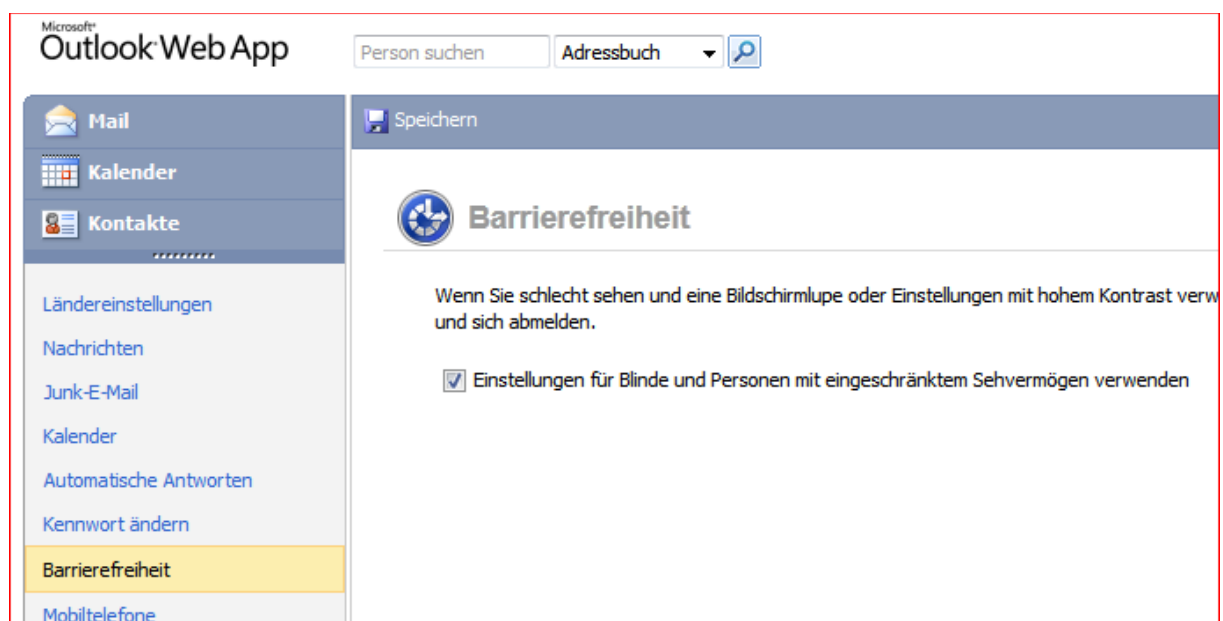 Microsoft
Outlook Web App
Person suchen
Adressbuch
Mail
Kalender
Kontakte
Speichern
Barrierefreiheit
Wenn Sie schlecht sehen und eine Bildschirmlupe oder Einstellungen mit hohem Kontrast verw
und sich abmelden.
Einstellungen für Blinde und Personen mit eingeschränktem Sehvermögen verwenden
Ländereinstellungen
Nachrichten
Junk-E-Mail
Kalender
Automatische Antworten
Kennwort ändern
Barrierefreiheit
Mobiltelefone